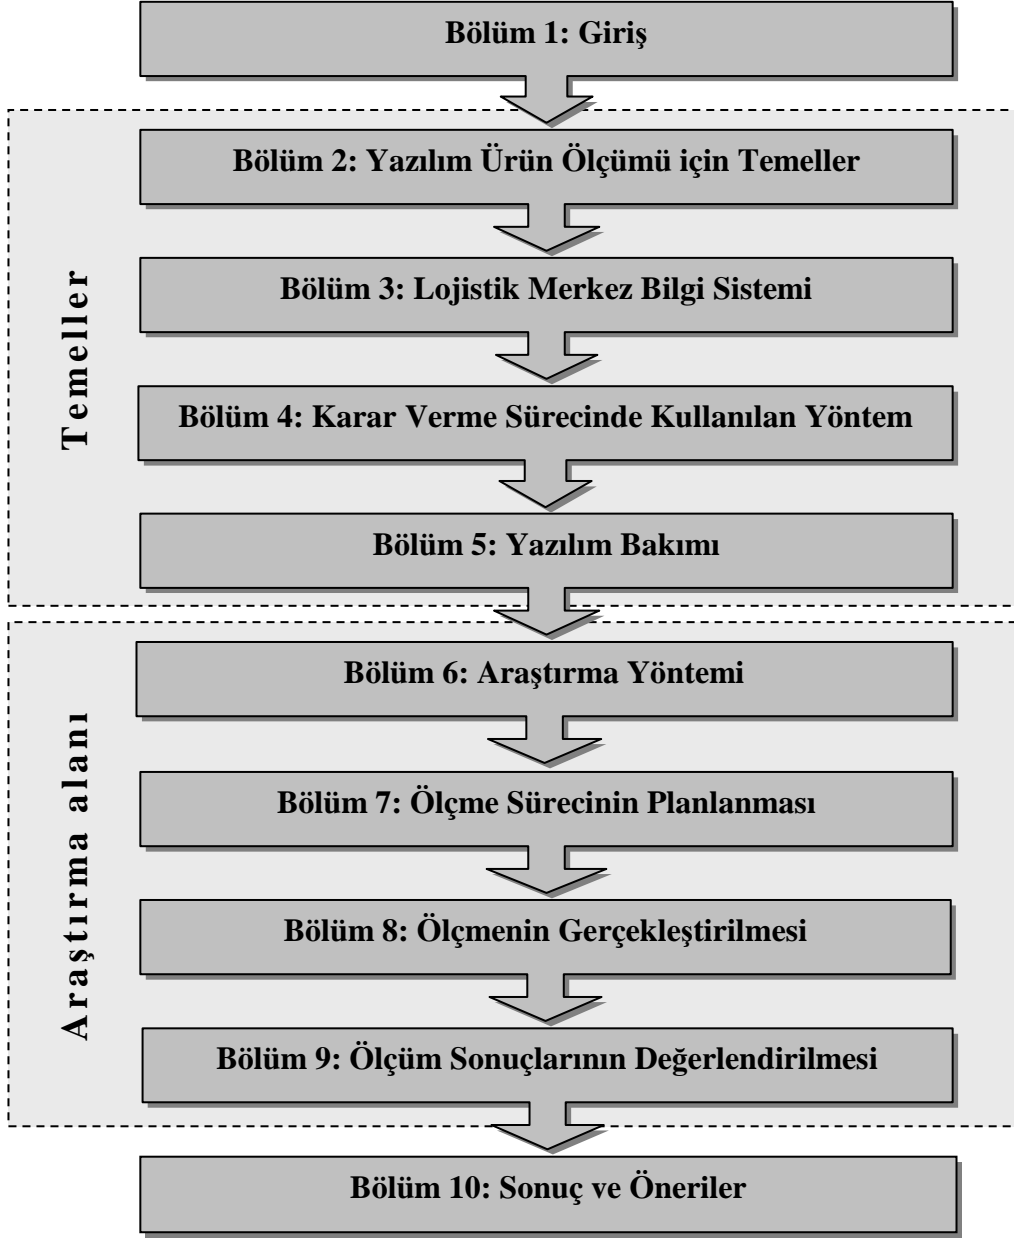 Bölüm 1: Giriş
Temeller
Bölüm 2: Yazılım Ürün Ölçümü için Temeller
Bölüm 3: Lojistik Merkez Bilgi Sistemi
Bölüm 4: Karar Verme Sürecinde Kullanılan Yöntem
Bölüm 5: Yazılım Bakımı
Araştırma alanı
Bölüm 6: Araştırma Yöntemi
Bölüm 7: Ölçme Sürecinin Planlanması
Bölüm 8: Ölçmenin Gerçekleştirilmesi
Bölüm 9: Ölçüm Sonuçlarının Değerlendirilmesi
Bölüm 10: Sonuç ve Öneriler